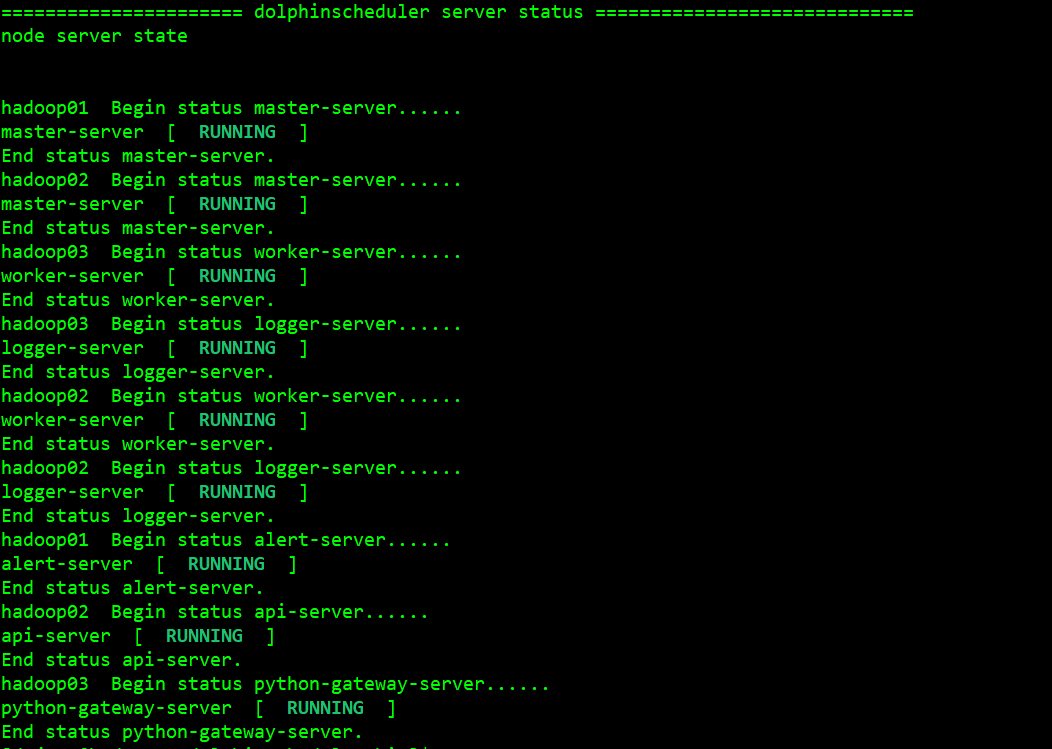 ====================== dolphinscheduler server status =============================
node server state
hadoop01  Begin status master-server......
master-server  [  RUNNING  ]
End status master-server.
hadoop02  Begin status master-server......
master-server  [  RUNNING  ]
End status master-server.
hadoop03  Begin status worker-server......
worker-server  [  RUNNING  ]
End status worker-server.
hadoop03  Begin status logger-server......
logger-server  [  RUNNING  ]
End status logger-server.
hadoop02  Begin status worker-server......
worker-server  [  RUNNING  ]
End status worker-server.
hadoop02  Begin status logger-server......
logger-server  [  RUNNING  ]
End status logger-server.
hadoop01  Begin status alert-server......
alert-server  [  RUNNING  ]
End status alert-server.
hadoop02  Begin status api-server......
api-server  [  RUNNING  ]
End status api-server.
hadoop03  Begin status python-gateway-server......
python-gateway-server  [  RUNNING  ]
End status python-gateway-server.